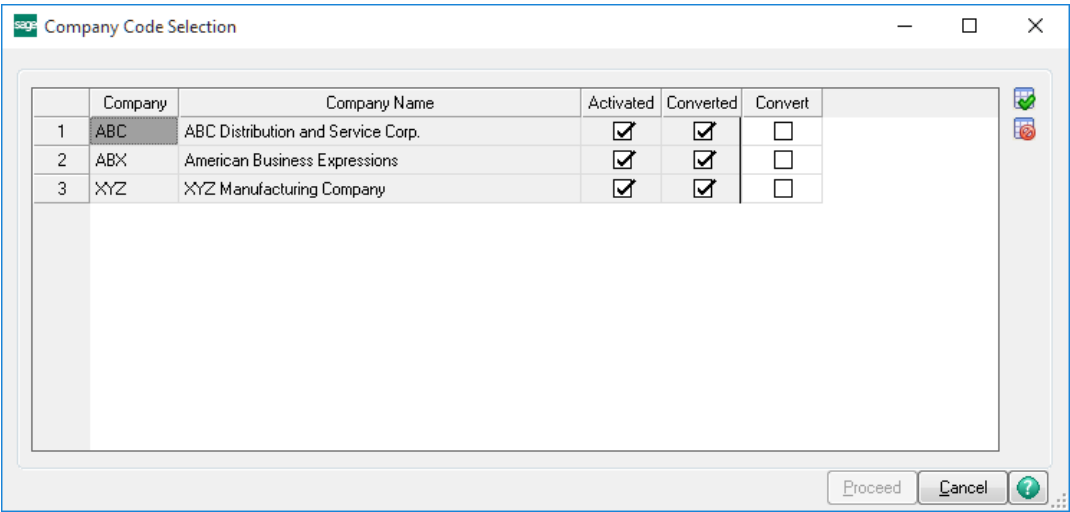 sage Company Code Selection
Company Company Name Activated Converted Convert
1 ABC ABC Distribution and Service Corp.
2 ABX American Business Expressions
3 XYZ XYZ Manufacturing Company
Proceed Cancel ?